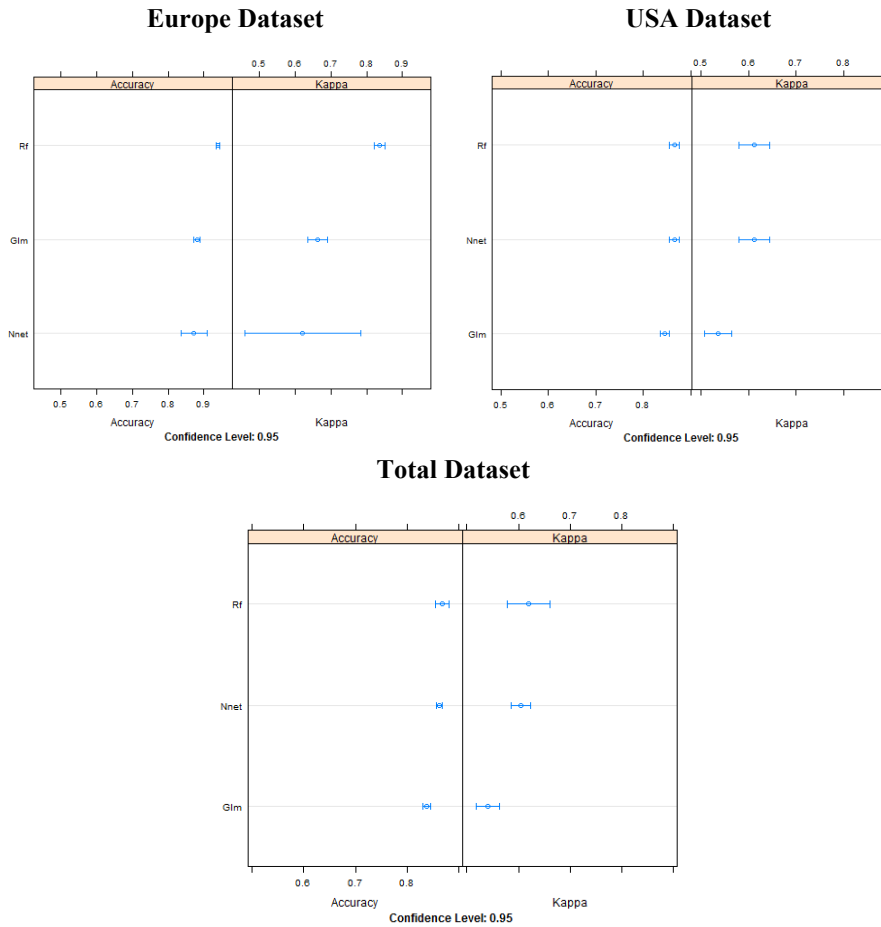 Europe Dataset
0.5 0.6 0.7 0.8 0.9
Accuracy Kappa
Rf
Glm
Nnet
0.5 0.6 0.7 0.8 0.9
Accuracy Kappa
Confidence Level: 0.95
USA Dataset
0.5 0.6 0.7 0.8
Accuracy Kappa
Rf
Nnet
Glm
0.5 0.6 0.7 0.8
Accuracy Kappa
Confidence Level: 0.95
Total Dataset
0.6 0.7 0.8
Accuracy Kappa
Rf
Nnet
Glm
0.6 0.7 0.8
Accuracy Kappa
Confidence Level: 0.95